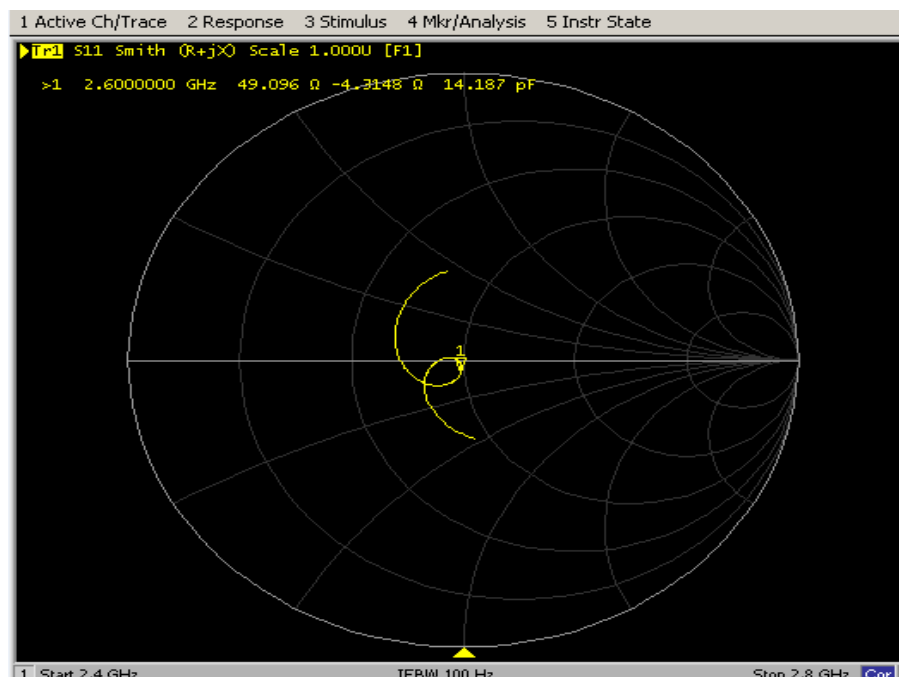 1 Active Ch/Trace 2 Response 3 Stimulus 4 Mkr/Analysis 5 Instr State
Tr1 S11 Smith (R+jX) Scale 1.000U [F1]
>1 2.6000000 GHz 49.096 Ω -4.3148 Ω 14.187 pF
1
1 Start 2.4 GHz IFBW 100 Hz Stop 2.8 GHz Cor